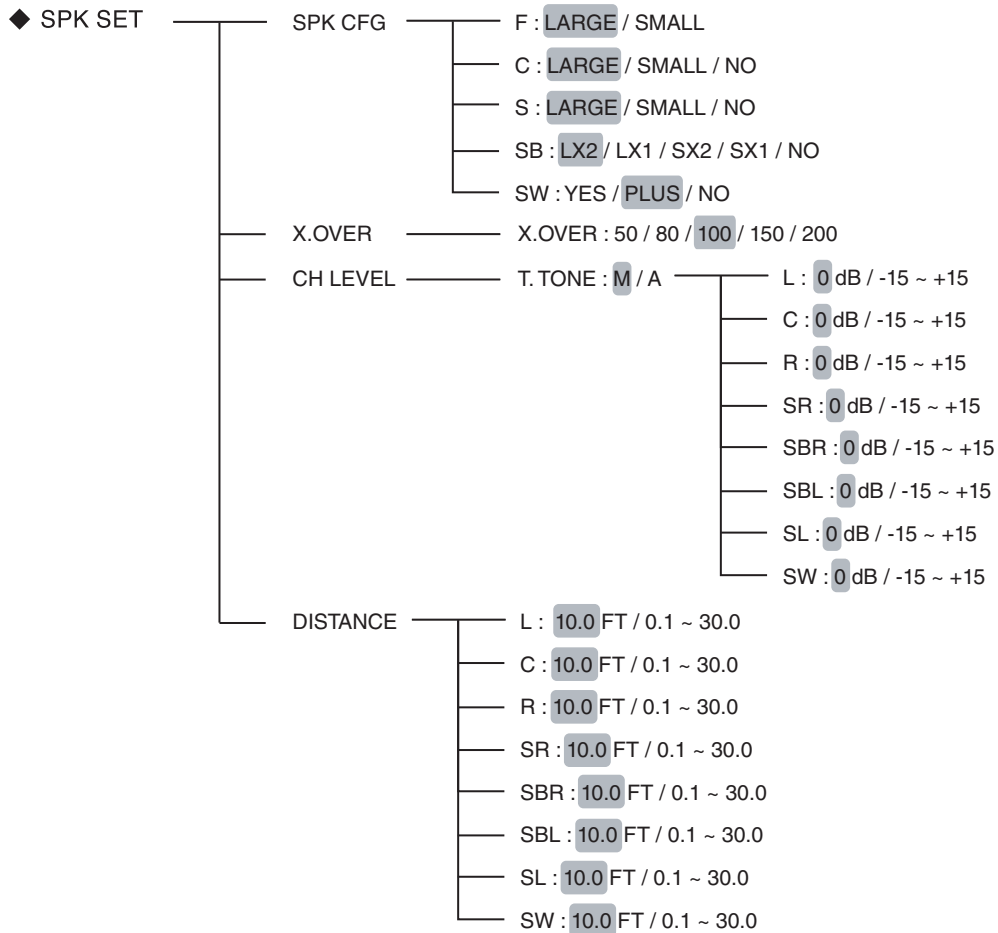 ◆ SPK SET
SPK CFG
F : LARGE / SMALL
C : LARGE / SMALL / NO
S : LARGE / SMALL / NO
SB : LX2 / LX1 / SX2 / SX1 / NO
SW : YES / PLUS / NO
X.OVER
X.OVER : 50 / 80 / 100 / 150 / 200
CH LEVEL
T. TONE : M / A
L : 0 dB / -15 ~ +15
C : 0 dB / -15 ~ +15
R : 0 dB / -15 ~ +15
SR : 0 dB / -15 ~ +15
SBR : 0 dB / -15 ~ +15
SBL : 0 dB / -15 ~ +15
SL : 0 dB / -15 ~ +15
SW : 0 dB / -15 ~ +15
DISTANCE
L : 10.0 FT / 0.1 ~ 30.0
C : 10.0 FT / 0.1 ~ 30.0
R : 10.0 FT / 0.1 ~ 30.0
SR : 10.0 FT / 0.1 ~ 30.0
SBR : 10.0 FT / 0.1 ~ 30.0
SBL : 10.0 FT / 0.1 ~ 30.0
SL : 10.0 FT / 0.1 ~ 30.0
SW : 10.0 FT / 0.1 ~ 30.0